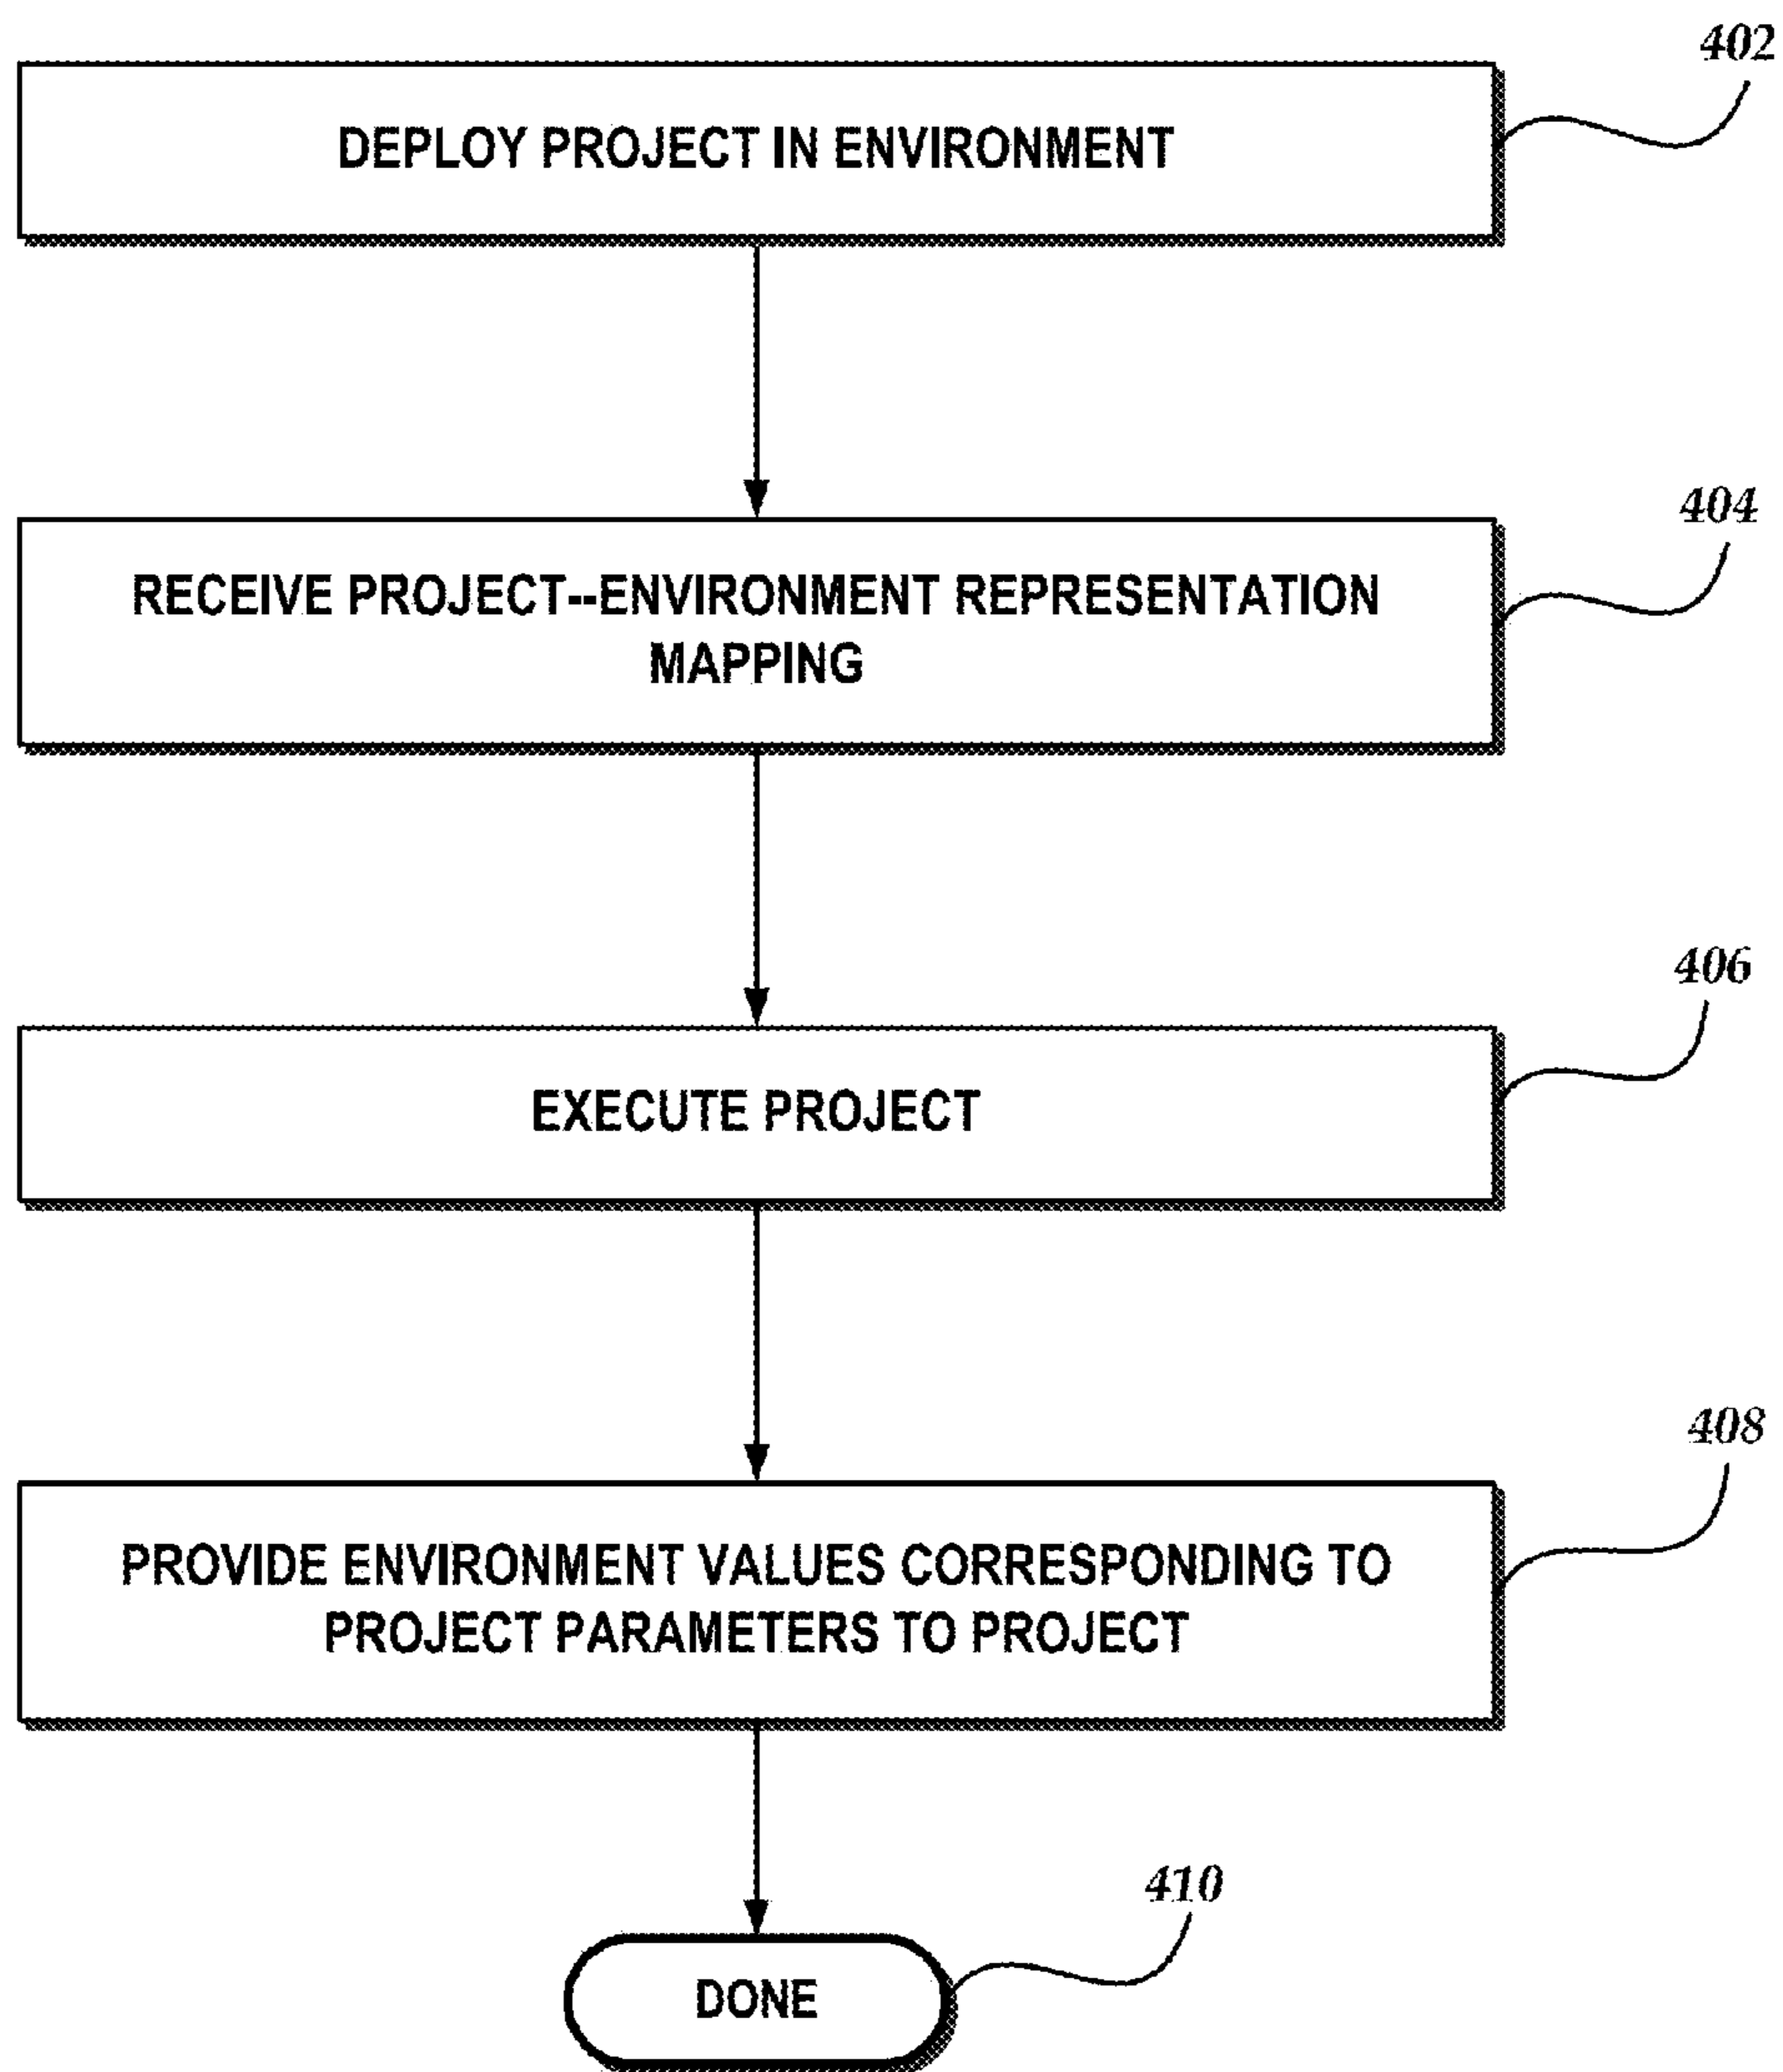 402
DEPLOY PROJECT IN ENVIRONMENT
404
RECEIVE PROJECT--ENVIRONMENT REPRESENTATION
MAPPING
406
EXECUTE PROJECT
408
PROVIDE ENVIRONMENT VALUES CORRESPONDING TO
PROJECT PARAMETERS TO PROJECT
410
DONE